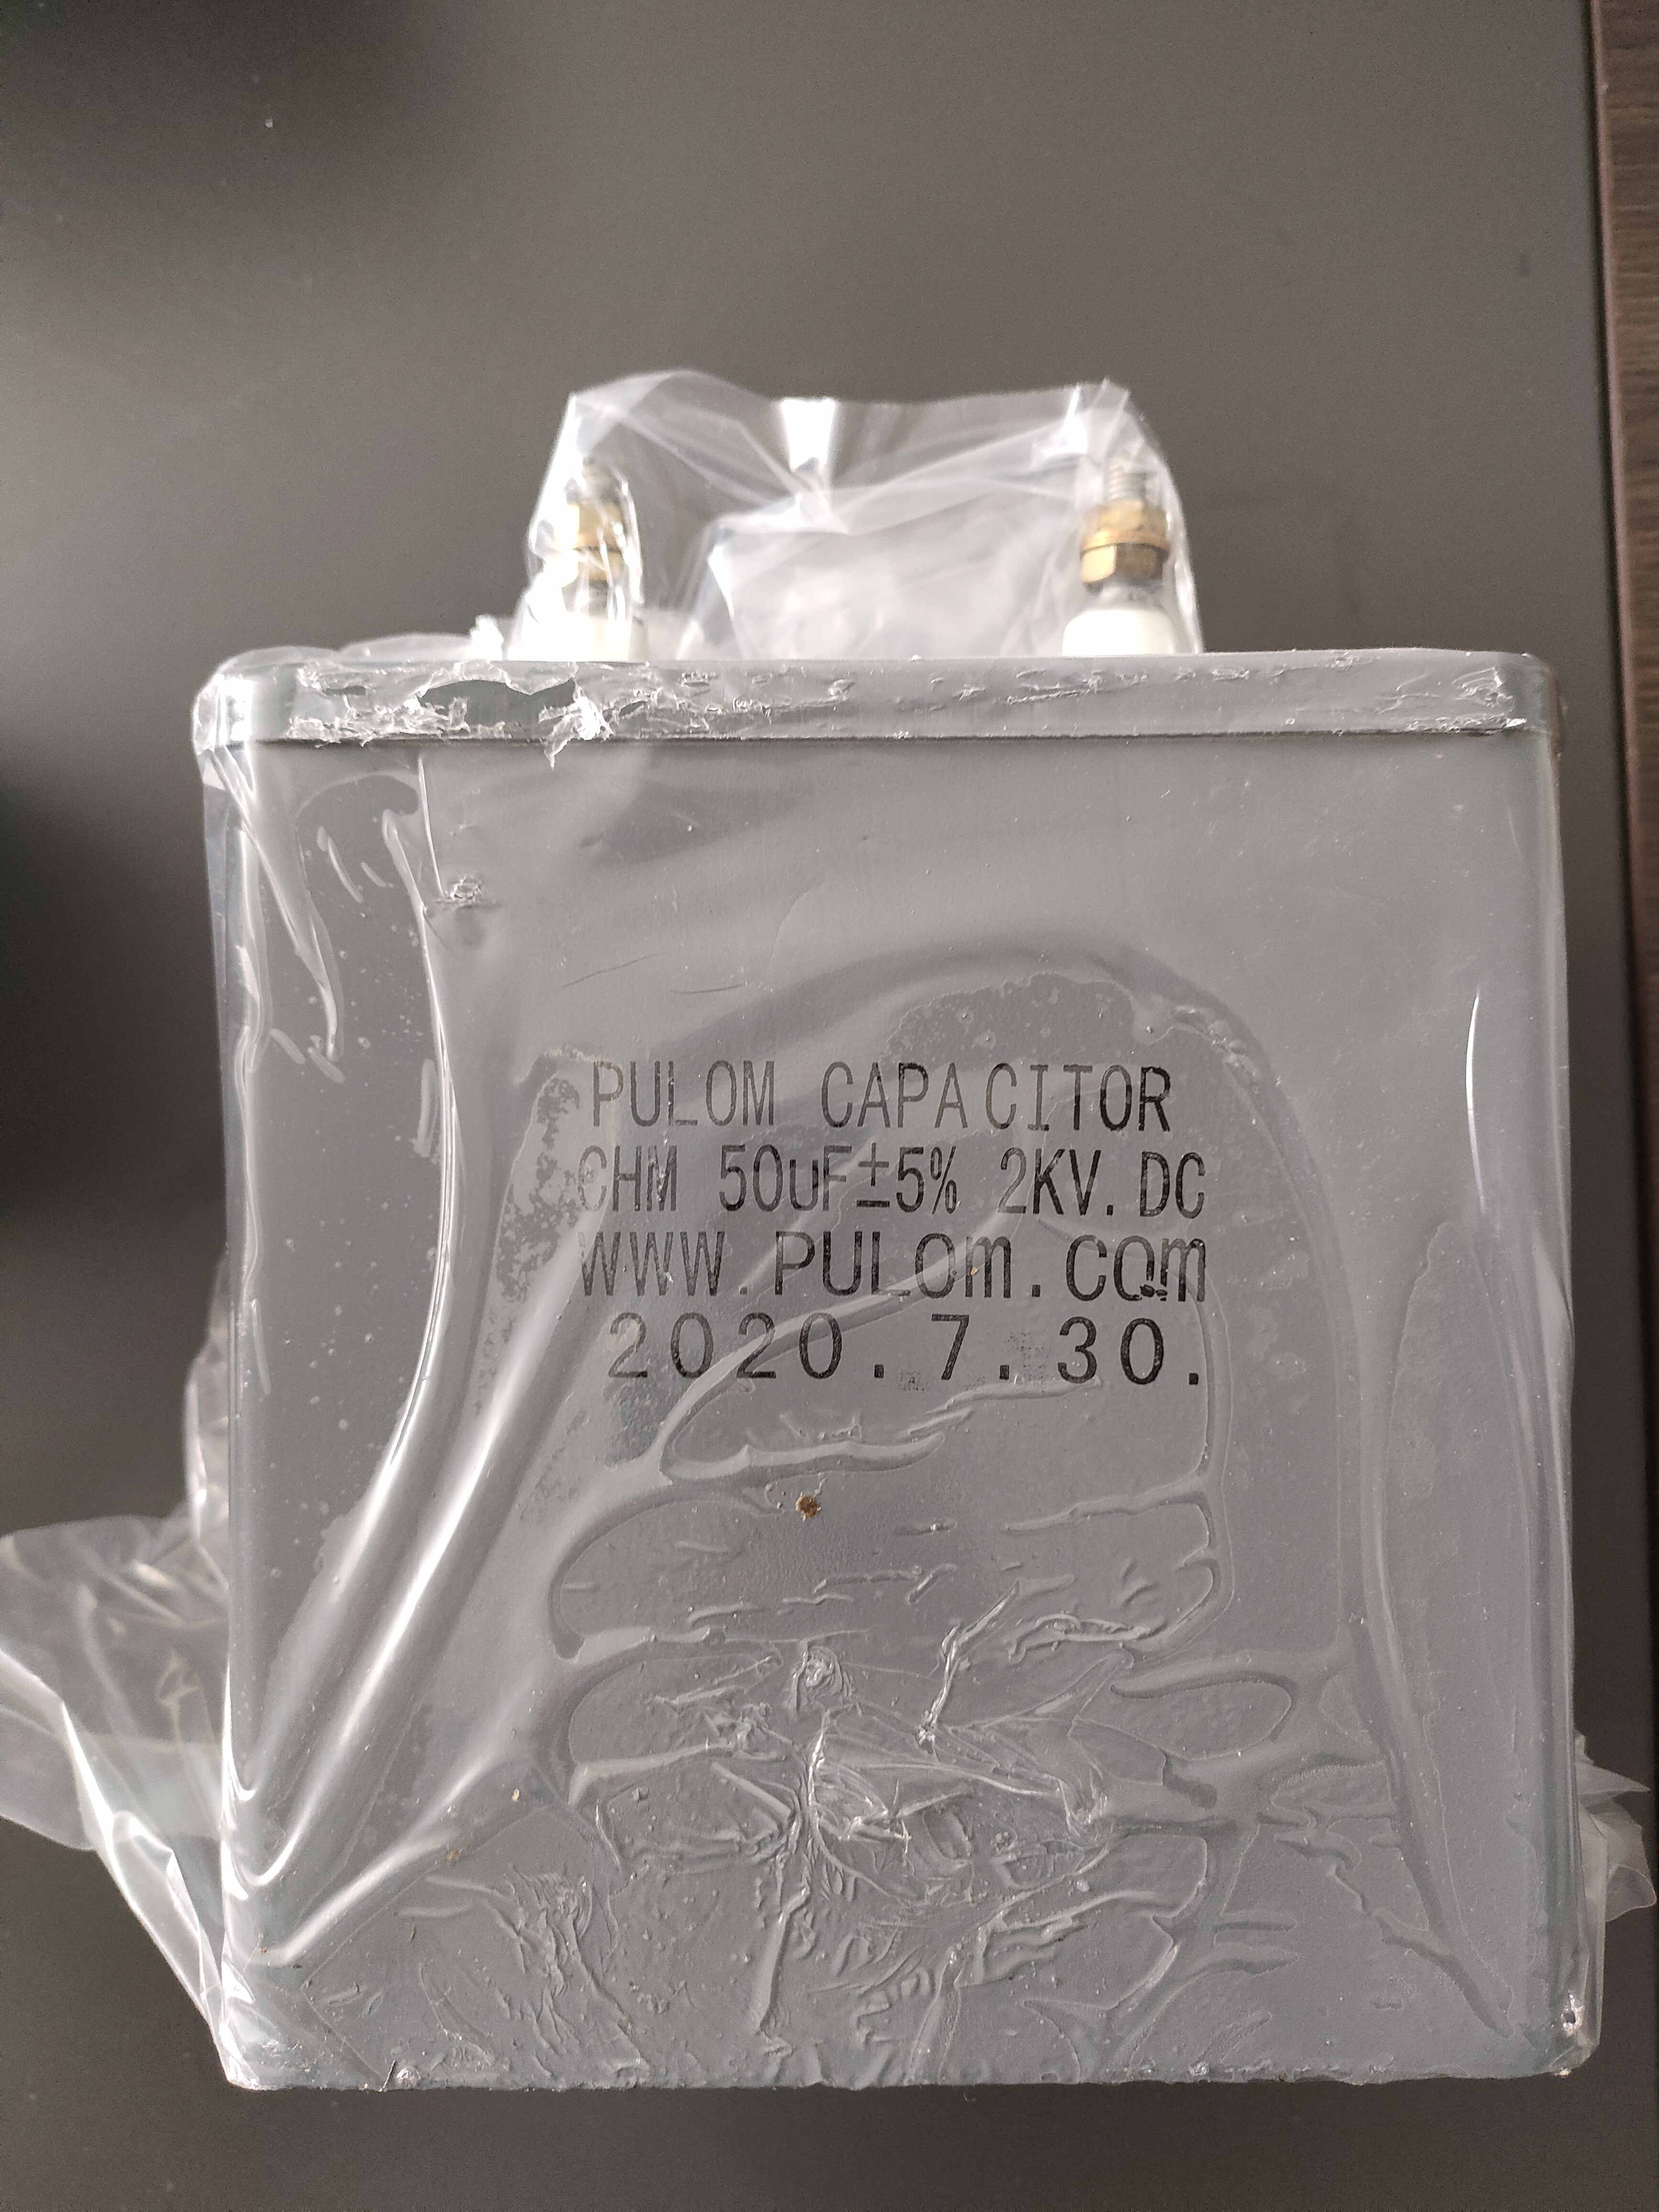 PULOM CAPACITOR
CHM 50uF±5% 2KV.DC
WWW.PULOm.COm
2020.7.30.